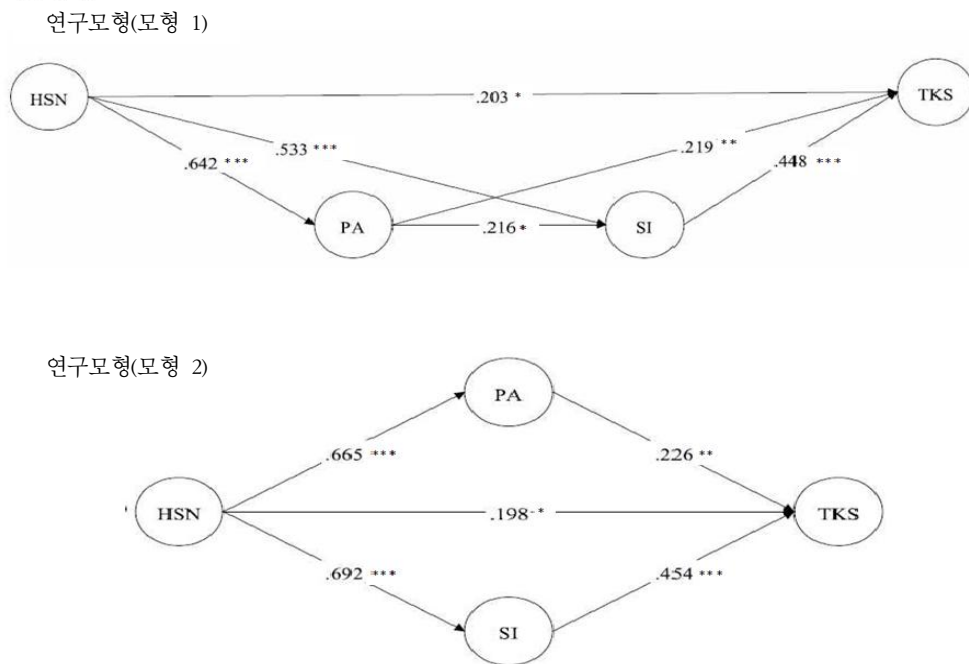 연구모형(모형 1)
HSN
.203 *
TKS
.533 ***
.219 **
.642 ***
.448 ***
PA
.216 *
SI
연구모형(모형 2)
PA
.665 ***
.226 **
HSN
.198 *
TKS
.692 ***
.454 ***
SI